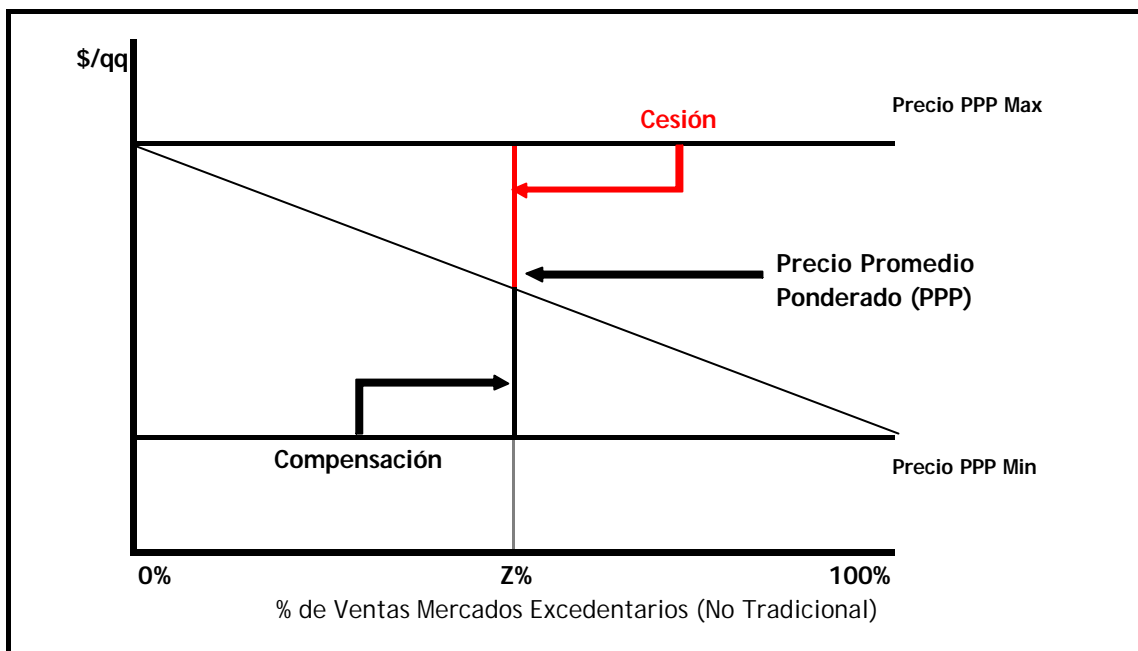 $/qq
Precio PPP Max
Cesión
Precio Promedio
Ponderado (PPP)
Compensación
Precio PPP Min
0%
Z%
100%
% de Ventas Mercados Excedentarios (No Tradicional)